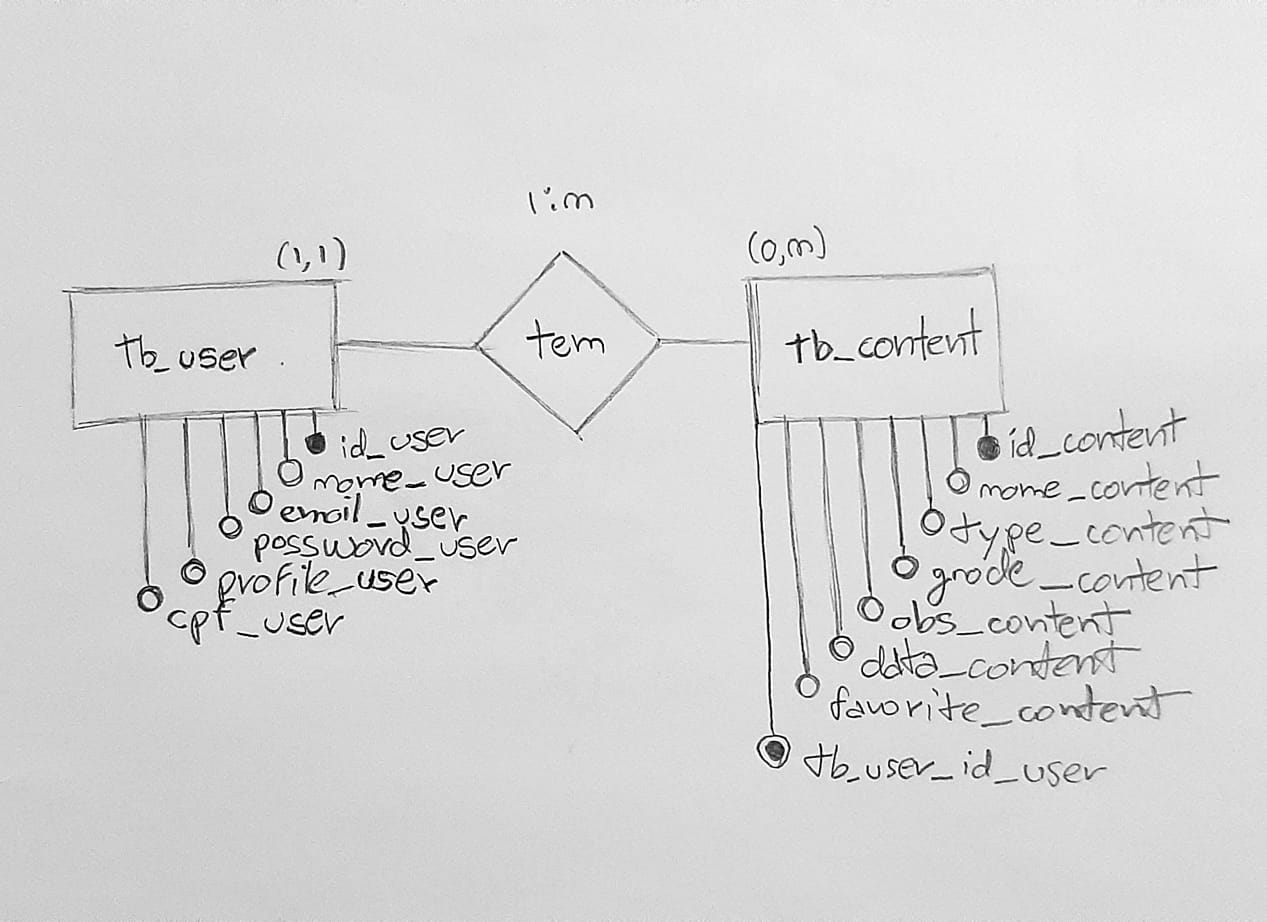 1:n
(1,1)
(0,n)
tb_user
tem
tb_content
id_user
nome_user
email_user
password_user
profile_user
cpf_user
id_content
nome_content
type_content
grade_content
obs_content
data_content
favorite_content
tb_user_id_user